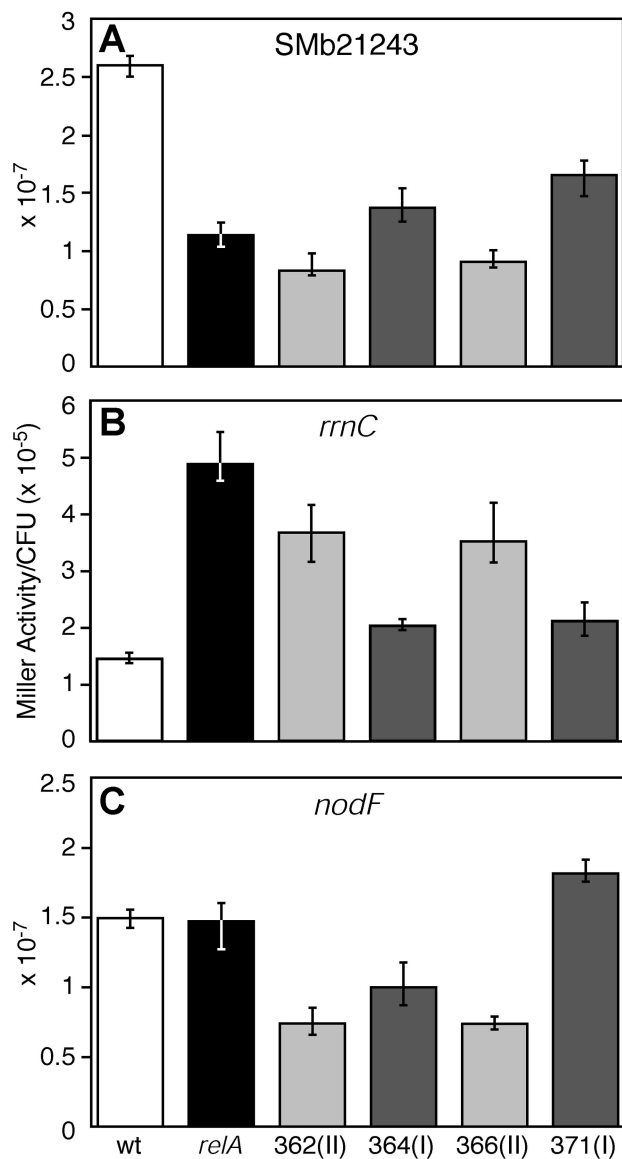 A
SMb21243
3
2.5
2
1.5
1
0.5
0
x 10-7
B
rrnC
6
5
4
3
2
1
0
Miller Activity/CFU (x 10-5)
C
nodF
2.5
2
1.5
1
0.5
0
x 10-7
wt relA 362(II) 364(I) 366(II) 371(I)